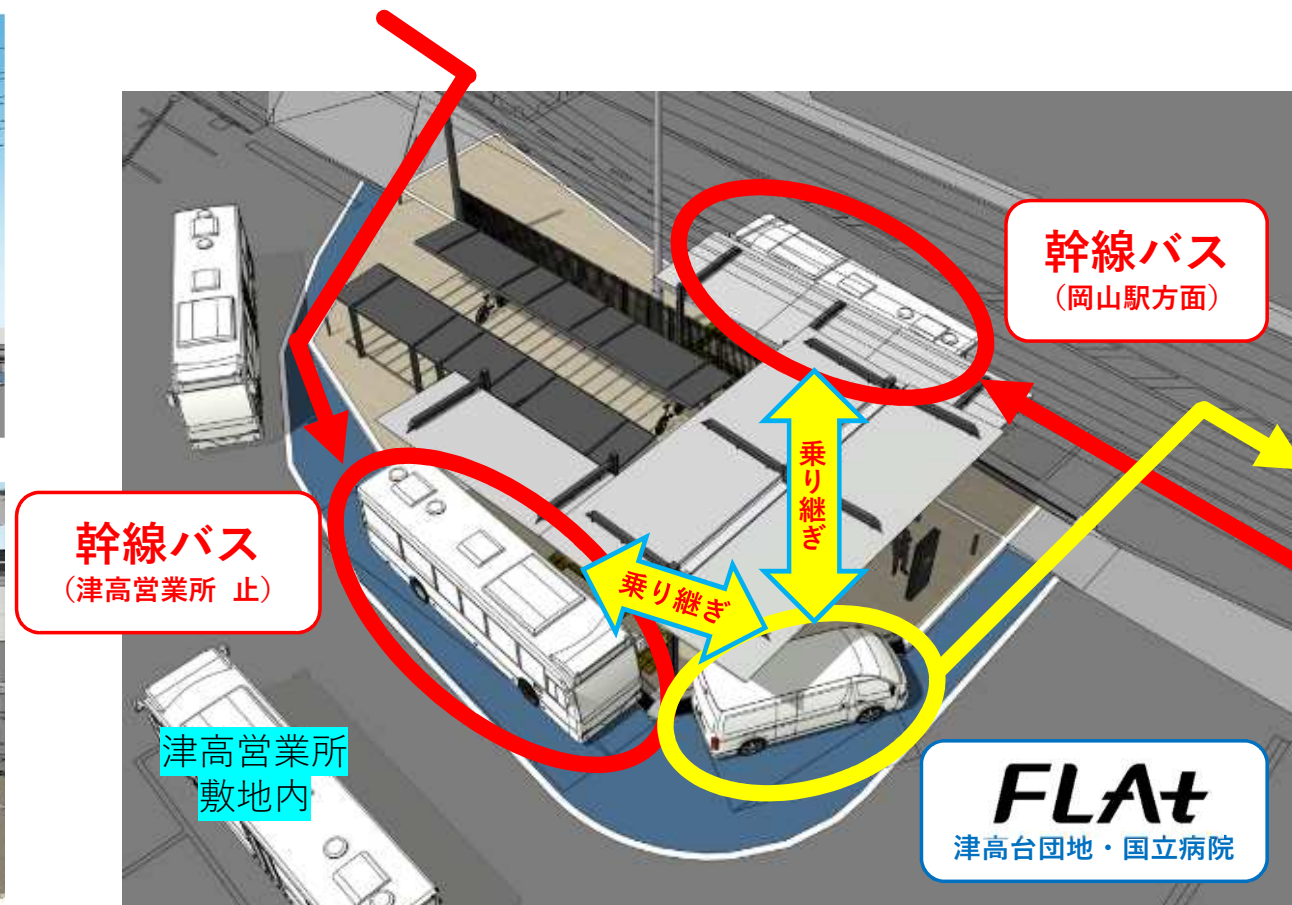 幹線バス
（岡山駅方面）
乗り継ぎ
幹線バス
（津高営業所 止）
乗り継ぎ
津高営業所
敷地内
FLAt
津高台団地・国立病院